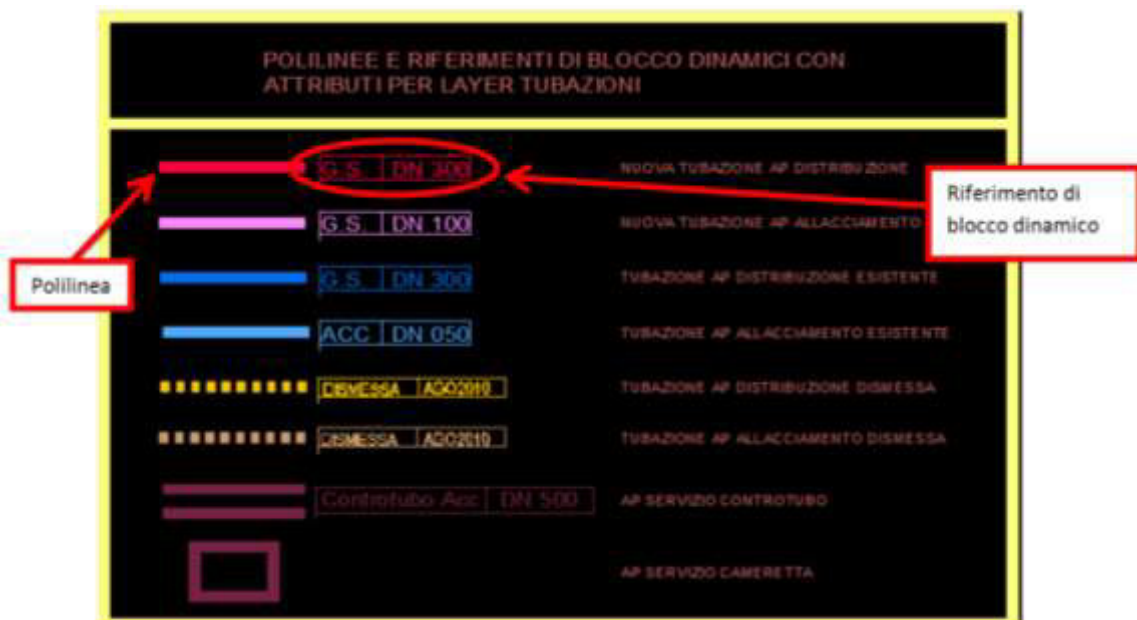 POLILINEE E RIFERIMENTI DI BLOCCO DINAMICI CON
ATTRIBUTI PER LAYER TUBAZIONI
G.S. DN 300 NUOVA TUBAZIONE AP DISTRIBUZIONE
Riferimento di
blocco dinamico
G.S. DN 100 NUOVA TUBAZIONE AP ALLACCIAMENTO
Polilinea
G.S. DN 300 TUBAZIONE AP DISTRIBUZIONE ESISTENTE
ACC DN 050 TUBAZIONE AP ALLACCIAMENTO ESISTENTE
DISMESSA AGO2010 TUBAZIONE AP DISTRIBUZIONE DISMESSA
DISMESSA AGO2010 TUBAZIONE AP ALLACCIAMENTO DISMESSA
Controtubo Acc DN 500 AP SERVIZIO CONTROTUBO
AP SERVIZIO CAMERETTA